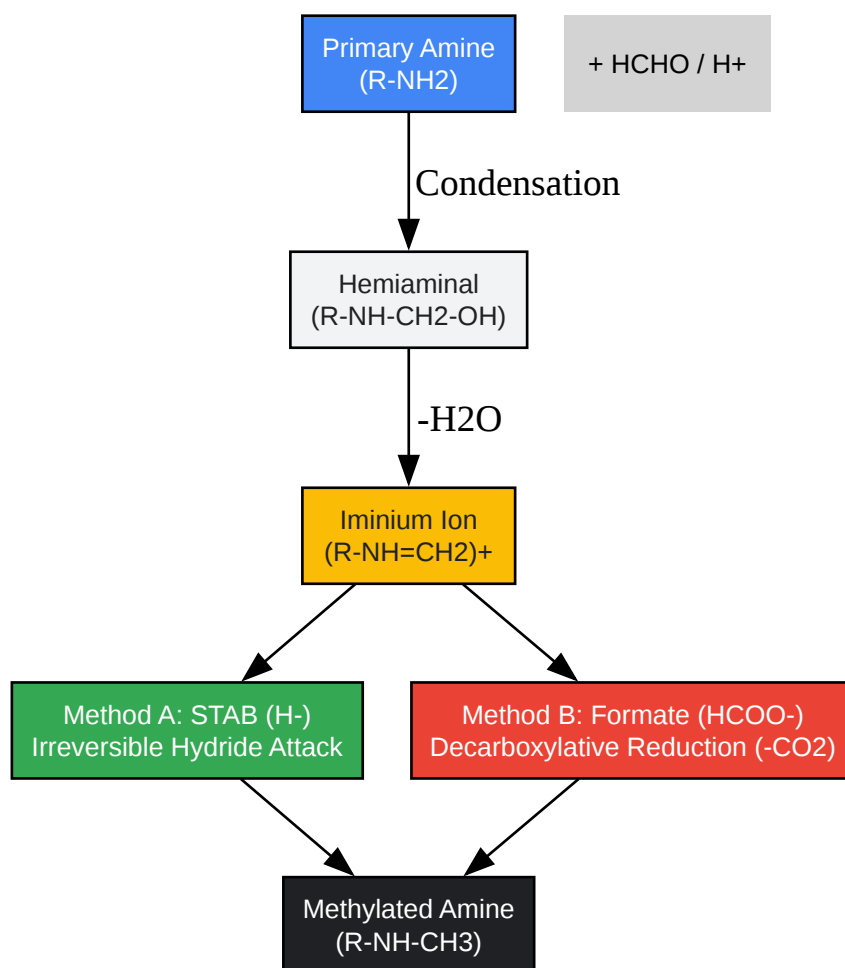 Primary Amine
(R-NH2)
+ HCHO / H+
Condensation
Hemiaminal
(R-NH-CH2-OH)
-H2O
Iminium Ion
(R-NH=CH2)+
Method A: STAB (H-)
Irreversible Hydride Attack
Method B: Formate (HCOO-)
Decarboxylative Reduction (-CO2)
Methylated Amine
(R-NH-CH3)